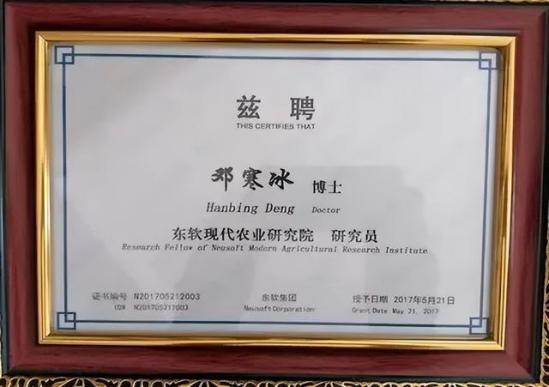 兹聘
THIS CERTIFIES THAT
邓寒冰 博士
Hanbing Deng Doctor
东软现代农业研究院 研究员
Research Fellow of Neusoft Modern Agricultural Research Institute
证书编号 N201705212003 东软集团 授予日期 2017年5月21日
N201705212003 Neusoft Corporation Grant Date May 21, 2017